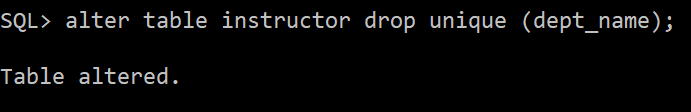 SQL> alter table instructor drop unique (dept_name);
Table altered.